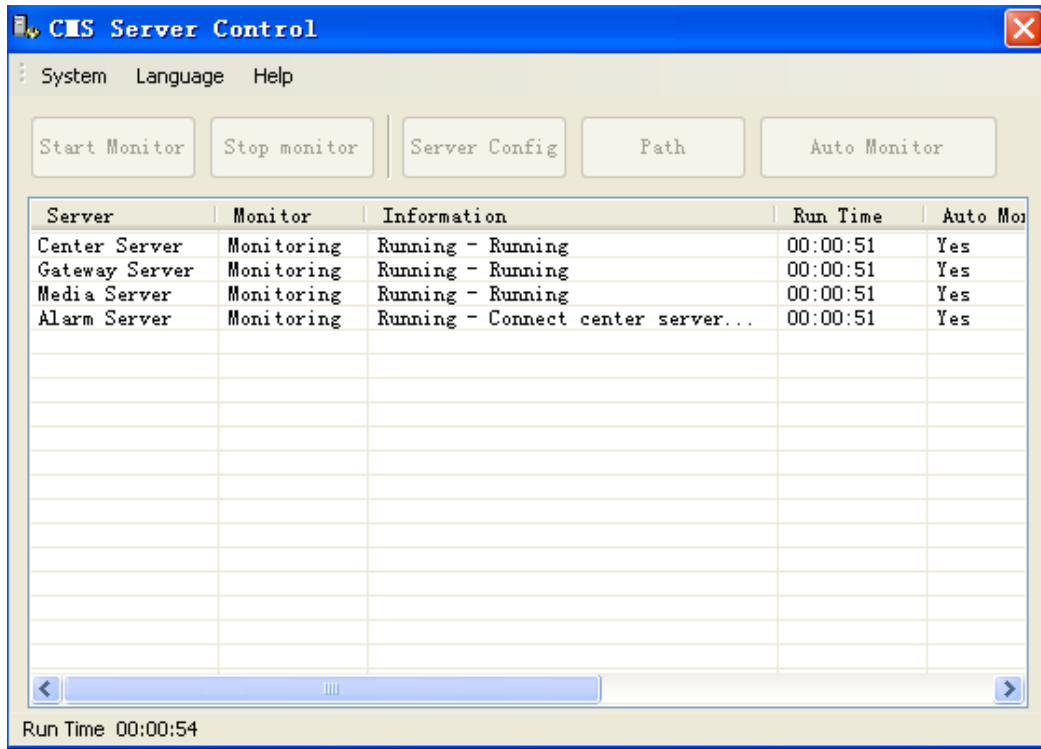 CMS Server Control
System Language Help
Start Monitor Stop monitor Server Config Path Auto Monitor
Server Monitor Information Run Time Auto Mon
Center Server Monitoring Running - Running 00:00:51 Yes
Gateway Server Monitoring Running - Running 00:00:51 Yes
Media Server Monitoring Running - Running 00:00:51 Yes
Alarm Server Monitoring Running - Connect center server... 00:00:51 Yes
Run Time 00:00:54